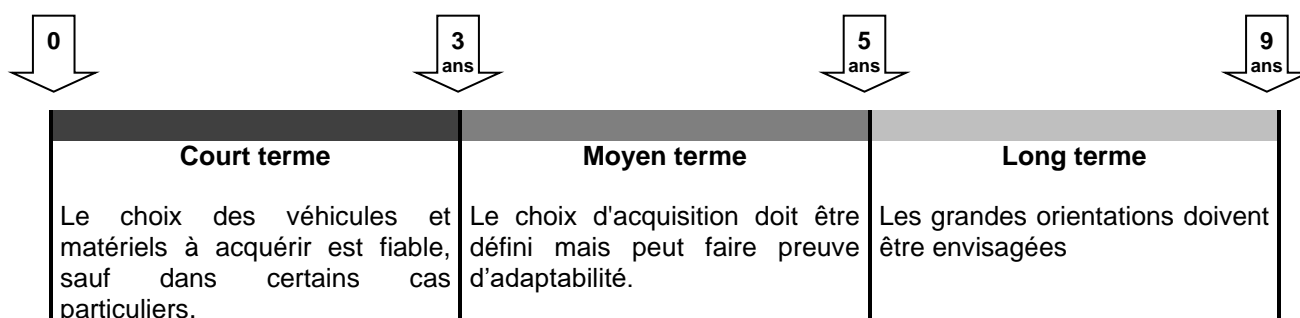 0
3
ans
5
ans
9
ans
Court terme
Le choix des véhicules et
matériels à acquérir est fiable,
sauf dans certains cas
particuliers.
Moyen terme
Le choix d'acquisition doit être
défini mais peut faire preuve
d’adaptabilité.
Long terme
Les grandes orientations doivent
être envisagées